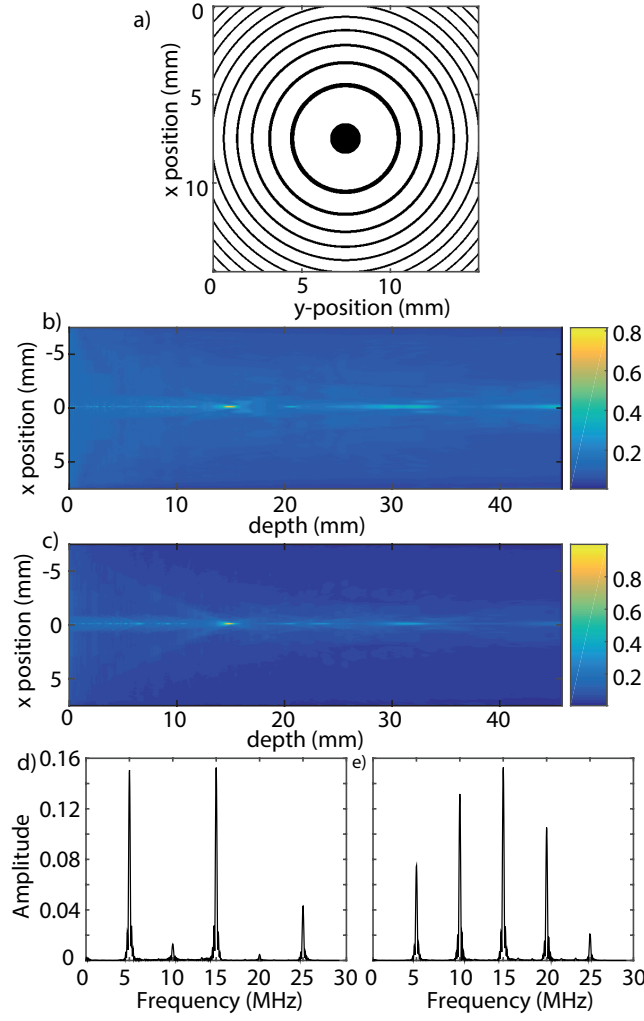 a)
0
5
10
x position (mm)
0 5 10
y-position (mm)
b)
-5
0
5
x position (mm)
0 10 20 30 40
depth (mm)
0.8
0.6
0.4
0.2
c)
-5
0
5
x position (mm)
0 10 20 30 40
depth (mm)
0.8
0.6
0.4
0.2
d)
0.16
0.12
0.08
0.04
0
Amplitude
0 5 10 15 20 25 30
Frequency (MHz)
e)
0 5 10 15 20 25 30
Frequency (MHz)